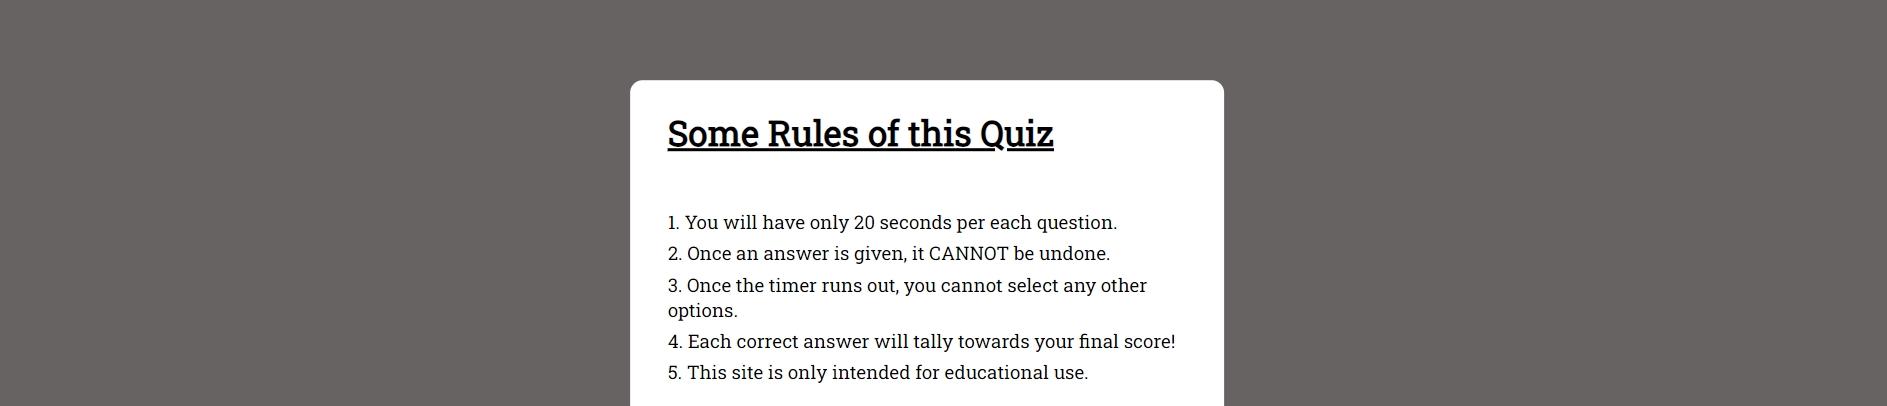 Some Rules of this Quiz
1. You will have only 20 seconds per each question.
2. Once an answer is given, it CANNOT be undone.
3. Once the timer runs out, you cannot select any other
options.
4. Each correct answer will tally towards your final score!
5. This site is only intended for educational use.